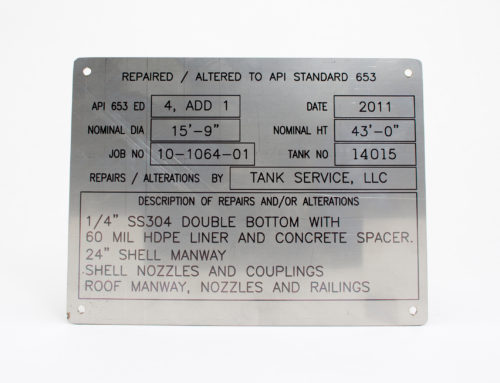 REPAIRED / ALTERED TO API STANDARD 653
API 653 ED 4, ADD 1 DATE 2011
NOMINAL DIA 15'-9" NOMINAL HT 43'-0"
JOB NO 10-1064-01 TANK NO 14015
REPAIRS / ALTERATIONS BY TANK SERVICE, LLC
DESCRIPTION OF REPAIRS AND/OR ALTERATIONS
1/4" SS304 DOUBLE BOTTOM WITH
60 MIL HDPE LINER AND CONCRETE SPACER.
24" SHELL MANWAY
SHELL NOZZLES AND COUPLINGS
ROOF MANWAY, NOZZLES AND RAILINGS